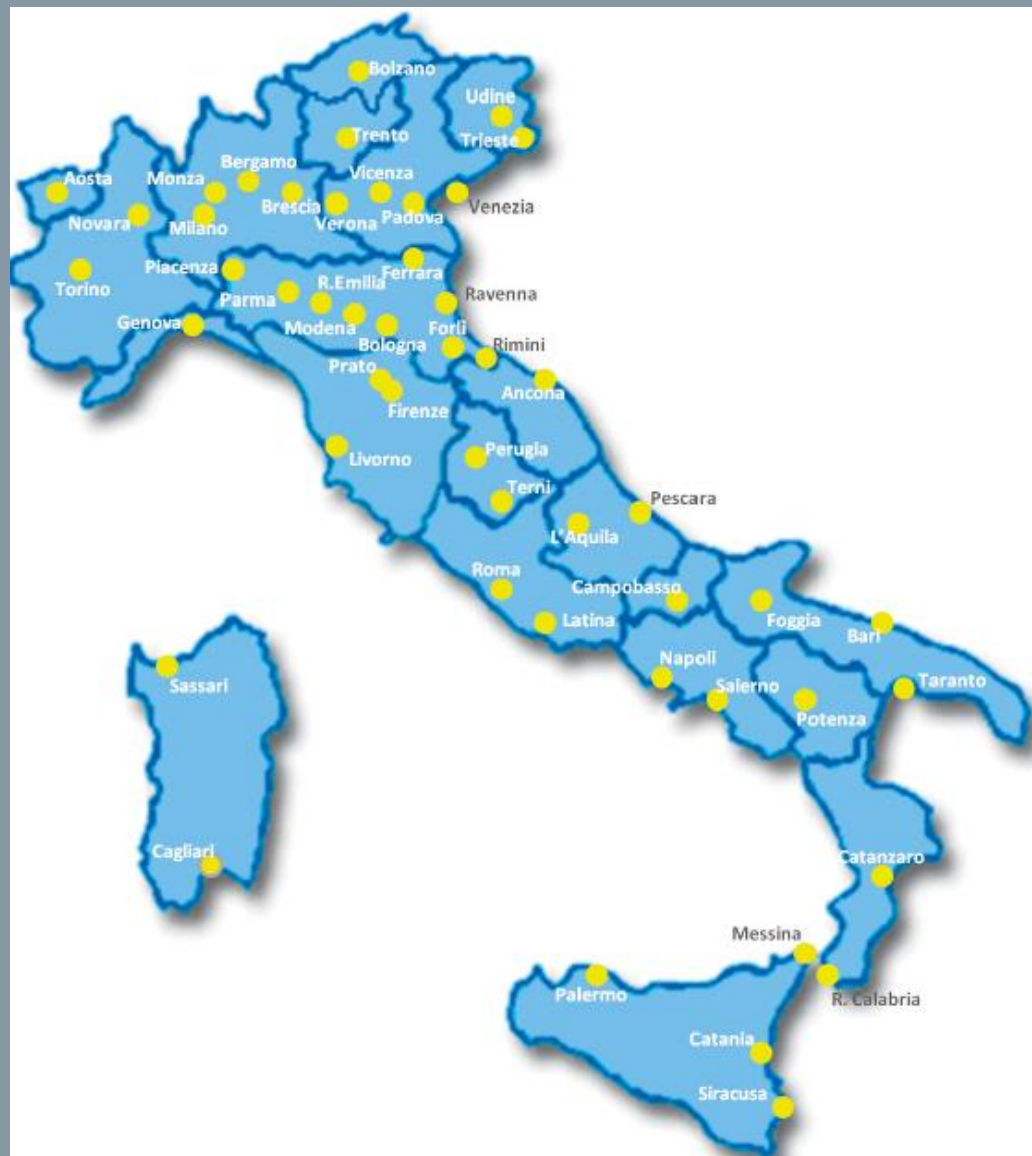 Bolzano
Udine
Trento
Trieste
Bergamo
Vicenza
Aosta
Monza
Brescia
Padova
Venezia
Novara
Milano
Verona
Piacenza
Ferrara
Torino
R.Emilia
Parma
Ravenna
Genova
Modena
Forlì
Bologna
Rimini
Prato
Ancona
Firenze
Livorno
Perugia
Terni
Pescara
L'Aquila
Roma
Campobasso
Latina
Foggia
Bari
Napoli
Sassari
Salerno
Taranto
Potenza
Cagliari
Catanzaro
Messina
Palermo
R. Calabria
Catania
Siracusa